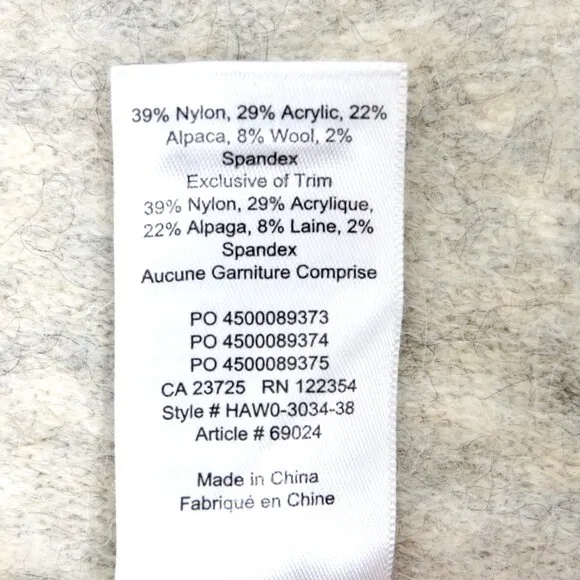 39% Nylon, 29% Acrylic, 22%
Alpaca, 8% Wool, 2%
Spandex
Exclusive of Trim
39% Nylon, 29% Acrylique,
22% Alpaga, 8% Laine, 2%
Spandex
Aucune Garniture Comprise
PO 4500089373
PO 4500089374
PO 4500089375
CA 23725 RN 122354
Style # HAW0-3034-38
Article # 69024
Made in China
Fabriqué en Chine